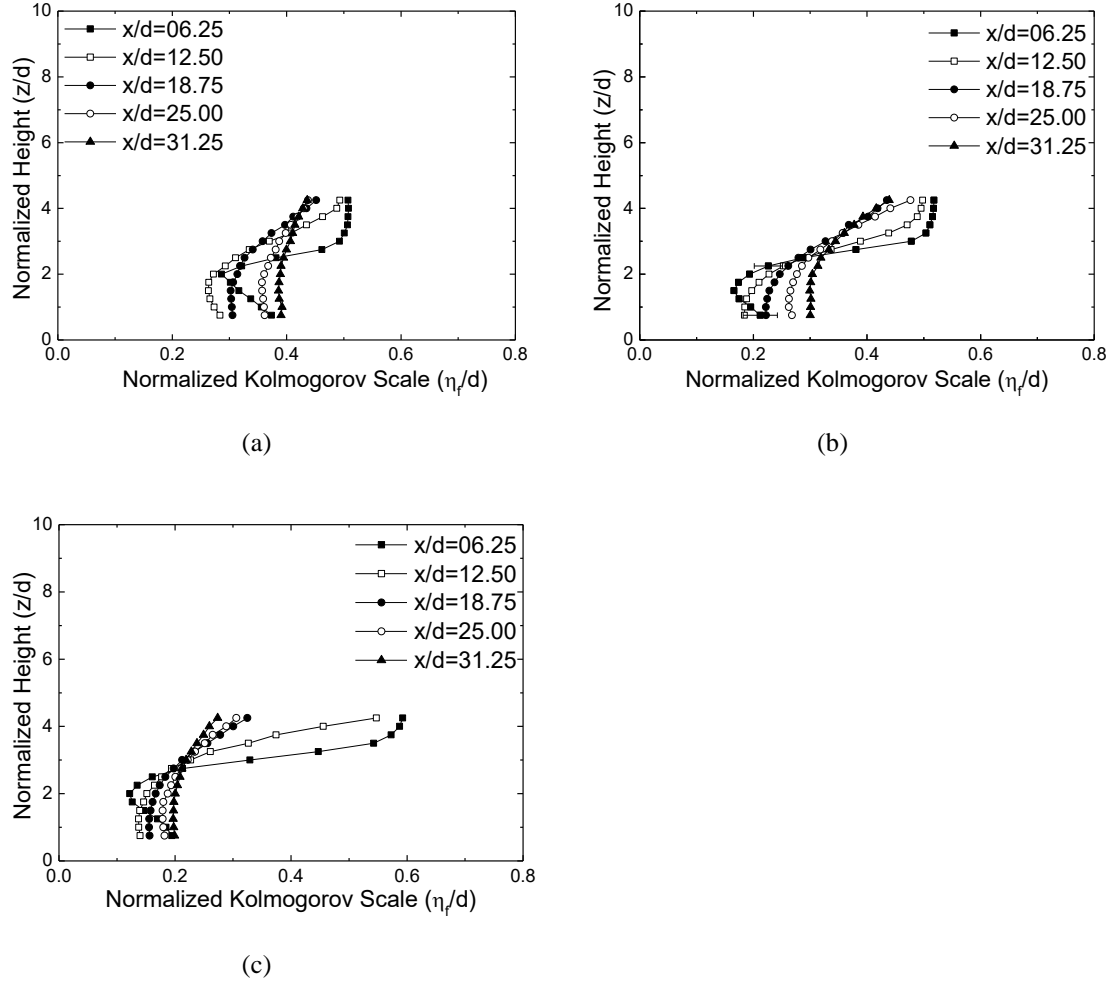 10
8
6
4
2
0
0.0 0.2 0.4 0.6 0.8
Normalized Height (z/d)
Normalized Kolmogorov Scale (ηf/d)
x/d=06.25
x/d=12.50
x/d=18.75
x/d=25.00
x/d=31.25
(a)
10
8
6
4
2
0
0.0 0.2 0.4 0.6 0.8
Normalized Height (z/d)
Normalized Kolmogorov Scale (ηf/d)
x/d=06.25
x/d=12.50
x/d=18.75
x/d=25.00
x/d=31.25
(b)
10
8
6
4
2
0
0.0 0.2 0.4 0.6 0.8
Normalized Height (z/d)
Normalized Kolmogorov Scale (ηf/d)
x/d=06.25
x/d=12.50
x/d=18.75
x/d=25.00
x/d=31.25
(c)